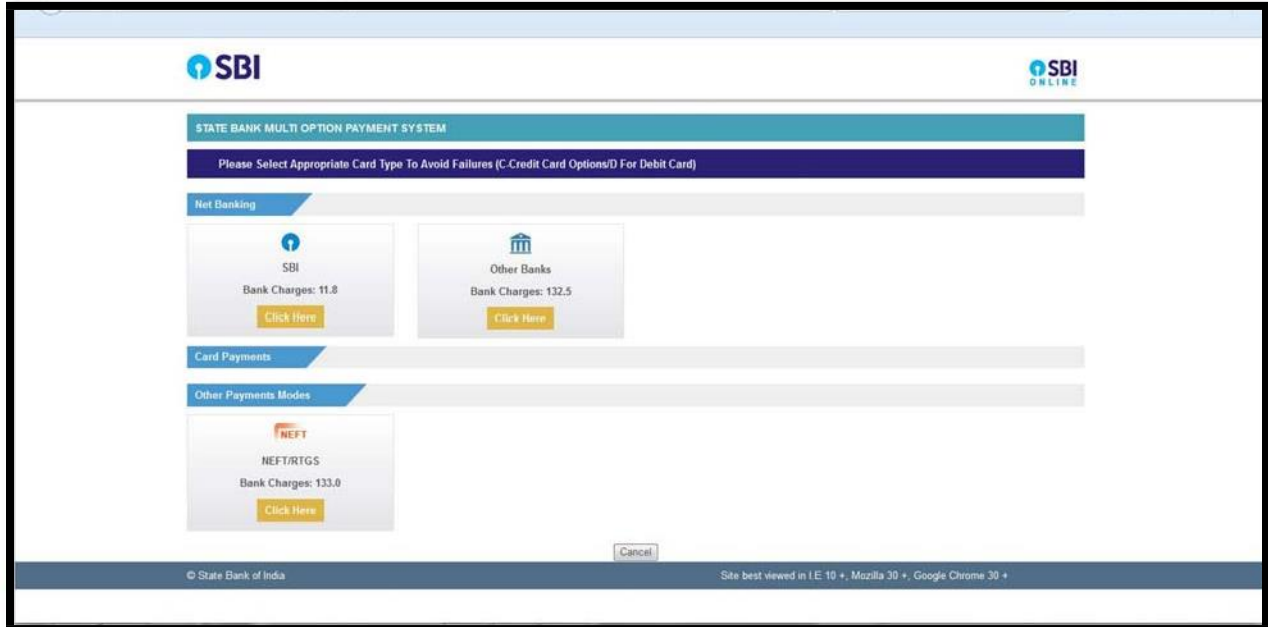 SBI
SBI
ONLINE
STATE BANK MULTI OPTION PAYMENT SYSTEM
Please Select Appropriate Card Type To Avoid Failures (C-Credit Card Options/D For Debit Card)
Net Banking
SBI
Bank Charges: 11.8
Click Here
Other Banks
Bank Charges: 132.5
Click Here
Card Payments
Other Payments Modes
NEFT
NEFT/RTGS
Bank Charges: 133.0
Click Here
Cancel
© State Bank of India
Site best viewed in I.E 10 +, Mozilla 30 +, Google Chrome 30 +